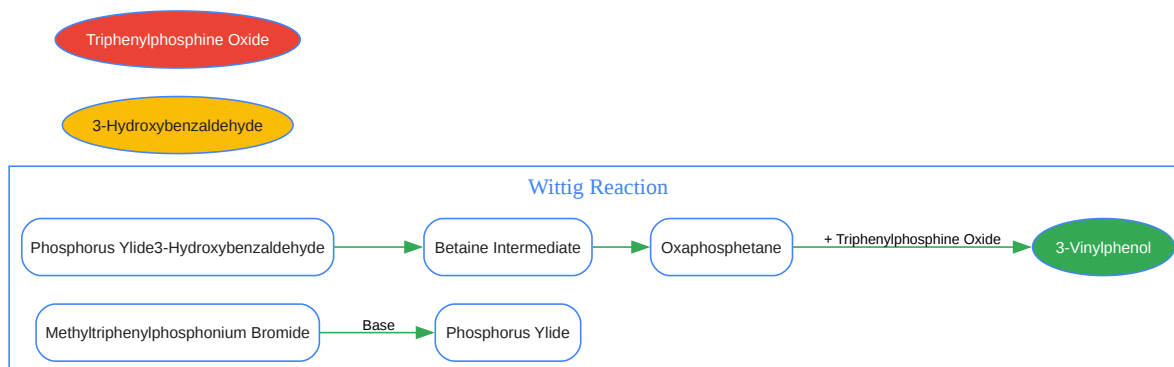 Triphenylphosphine Oxide
3-Hydroxybenzaldehyde
Wittig Reaction
Phosphorus Ylide3-Hydroxybenzaldehyde
Betaine Intermediate
Oxaphosphetane
+ Triphenylphosphine Oxide
3-Vinylphenol
Methyltriphenylphosphonium Bromide
Base
Phosphorus Ylide